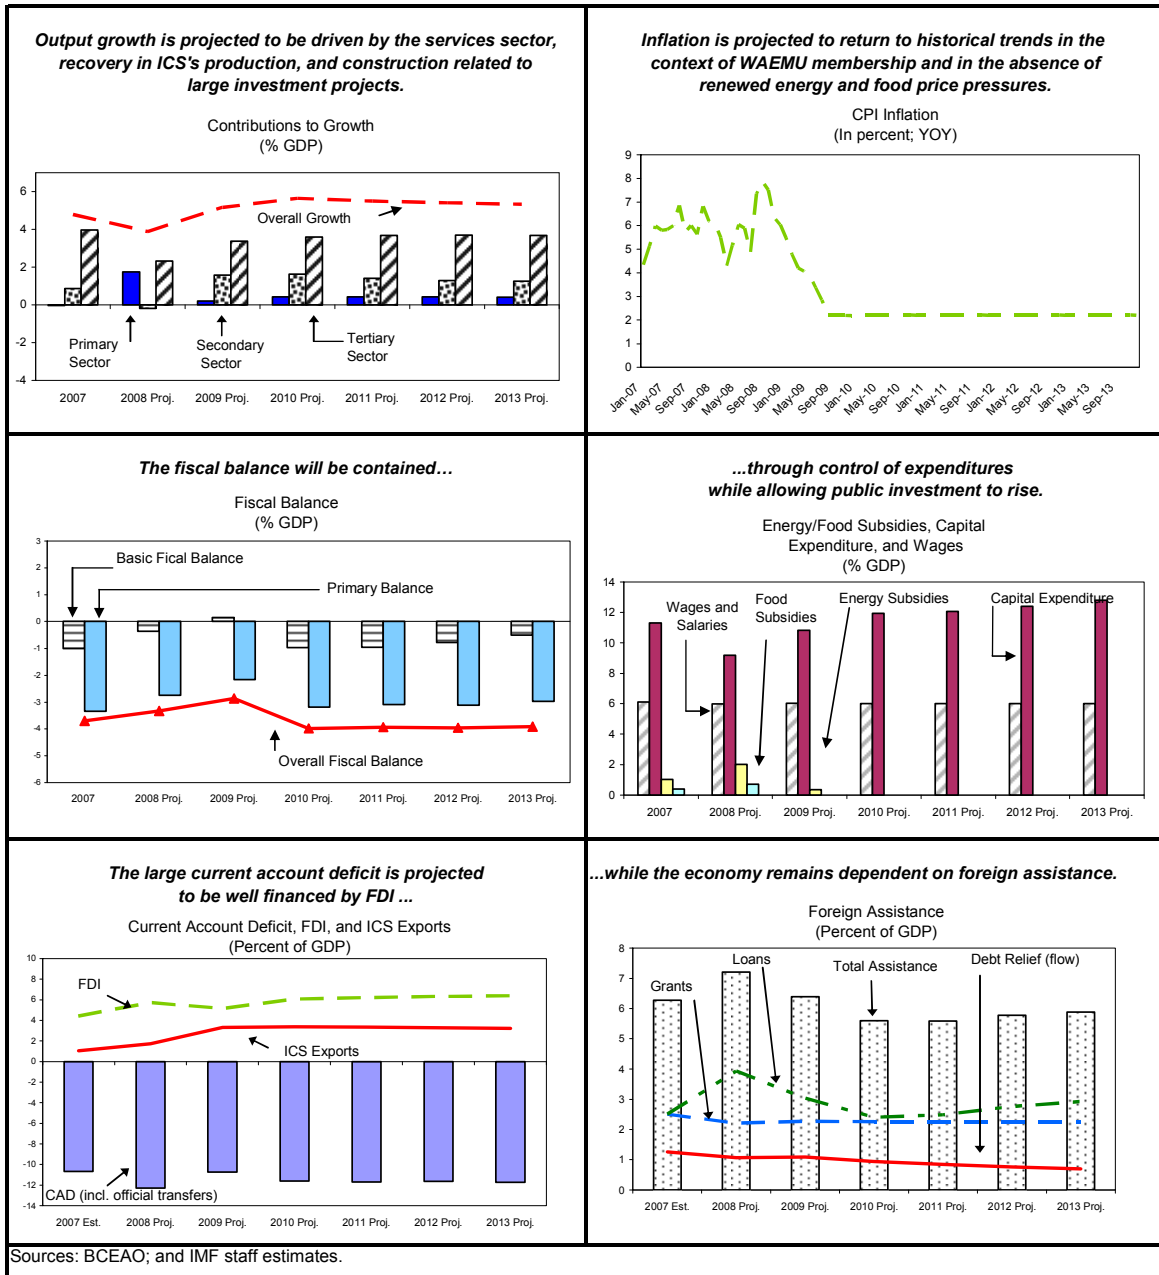 Output growth is projected to be driven by the services sector,
recovery in ICS's production, and construction related to
large investment projects.
Contributions to Growth
(% GDP)
6
4
2
0
-2
-4
Overall Growth
Primary
Sector
Secondary
Sector
Tertiary
Sector
2007 2008 Proj. 2009 Proj. 2010 Proj. 2011 Proj. 2012 Proj. 2013 Proj.
Inflation is projected to return to historical trends in the
context of WAEMU membership and in the absence of
renewed energy and food price pressures.
CPI Inflation
(In percent; YOY)
9
8
7
6
5
4
3
2
1
0
Jan-07 May-07 Sep-07 Jan-08 May-08 Sep-08 Jan-09 May-09 Sep-09 Jan-10 May-10 Sep-10 Jan-11 May-11 Sep-11 Jan-12 May-12 Sep-12 Jan-13 May-13 Sep-13
The fiscal balance will be contained…
Fiscal Balance
(% GDP)
3
2
1
0
-1
-2
-3
-4
-5
-6
Basic Fical Balance
Primary Balance
Overall Fiscal Balance
2007 2008 Proj. 2009 Proj. 2010 Proj. 2011 Proj. 2012 Proj. 2013 Proj.
...through control of expenditures
while allowing public investment to rise.
Energy/Food Subsidies, Capital
Expenditure, and Wages
(% GDP)
14
12
10
8
6
4
2
0
Wages and
Salaries
Food
Subsidies
Energy Subsidies
Capital Expenditure
2007 2008 Proj. 2009 Proj. 2010 Proj. 2011 Proj. 2012 Proj. 2013 Proj.
The large current account deficit is projected
to be well financed by FDI ...
Current Account Deficit, FDI, and ICS Exports
(Percent of GDP)
10
8
6
4
2
0
-2
-4
-6
-8
-10
-12
-14
FDI
ICS Exports
CAD (incl. official transfers)
2007 Est. 2008 Proj. 2009 Proj. 2010 Proj. 2011 Proj. 2012 Proj. 2013 Proj.
...while the economy remains dependent on foreign assistance.
Foreign Assistance
(Percent of GDP)
8
7
6
5
4
3
2
1
0
Grants
Loans
Total Assistance
Debt Relief (flow)
2007 Est. 2008 Proj. 2009 Proj. 2010 Proj. 2011 Proj. 2012 Proj. 2013 Proj.
Sources: BCEAO; and IMF staff estimates.